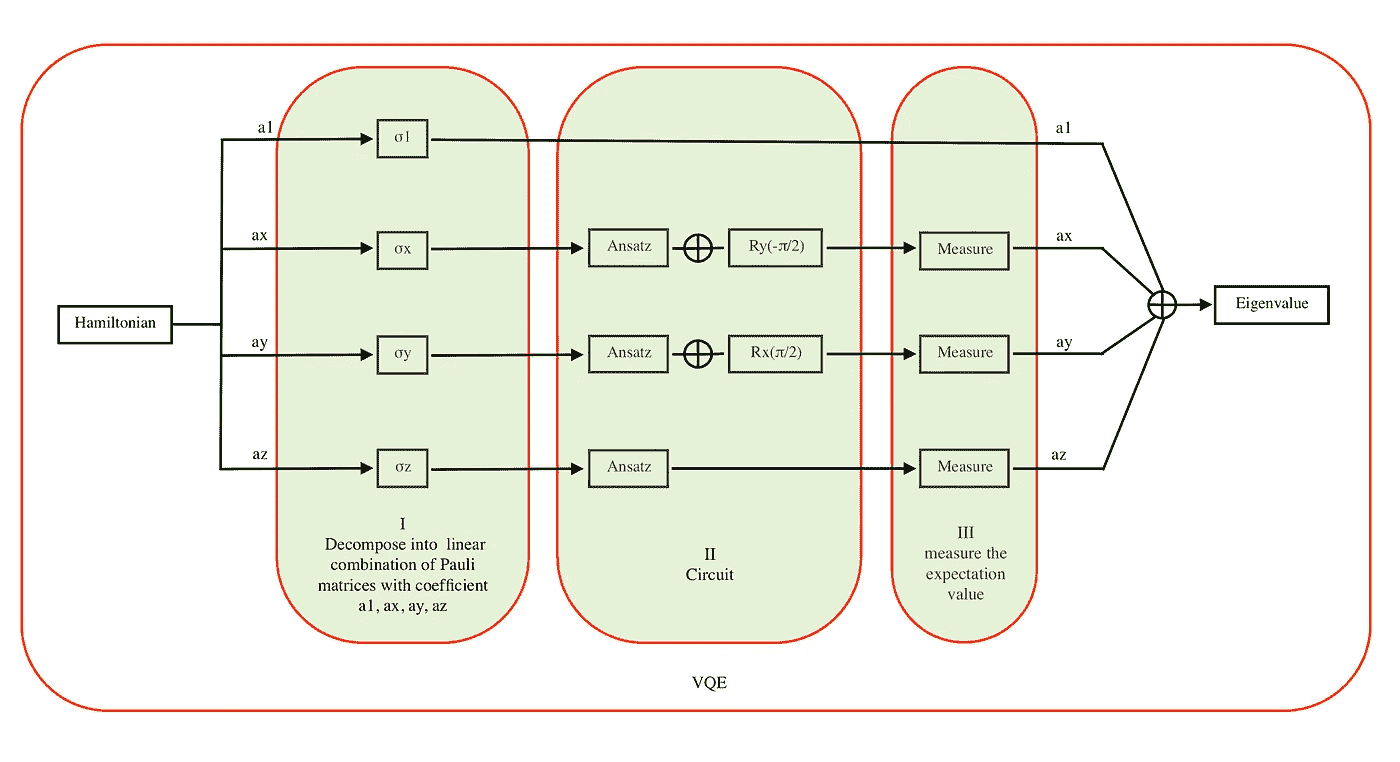 a1
σ1
a1
ax
σx
Ansatz
Ry(-π/2)
Measure
ax
Hamiltonian
Eigenvalue
ay
σy
Ansatz
Rx(π/2)
Measure
ay
az
σz
Ansatz
Measure
az
I
Decompose into linear
combination of Pauli
matrices with coefficient
a1, ax, ay, az
II
Circuit
III
measure the
expectation
value
VQE